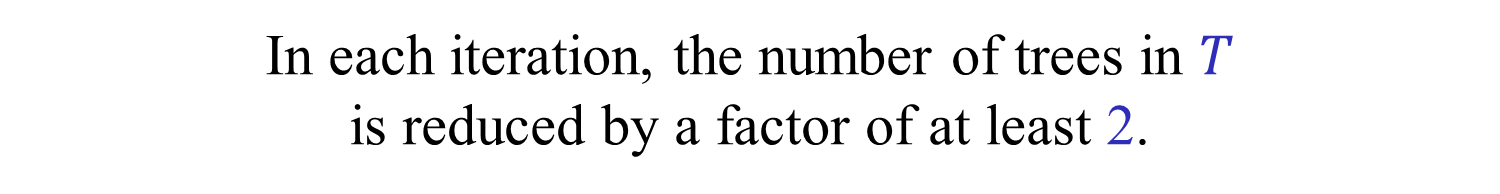 In each iteration, the number of trees in T
is reduced by a factor of at least 2.